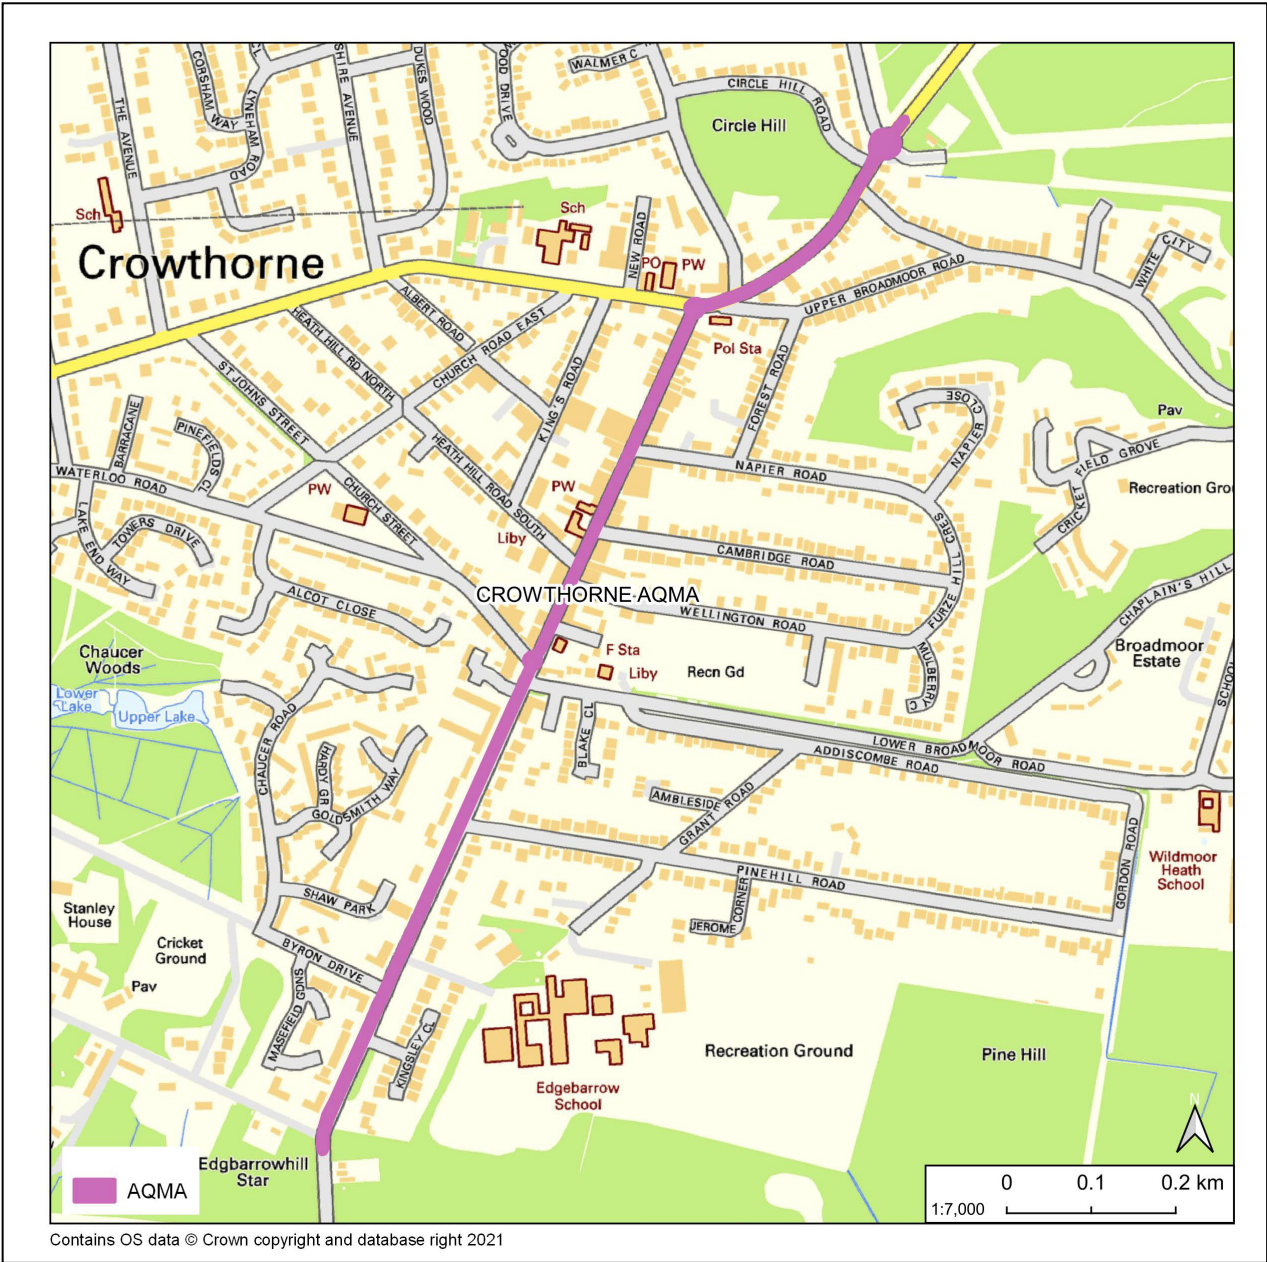 CORSHAM WAY
CL
LYNEHAM ROAD
SHIRE AVENUE
DUKES WOOD
OOD DRIVE
WALMER C
CIRCLE HILL ROAD
THE AVENUE
Circle Hill
Sch
Sch
NEW ROAD
PO
PW
Crowthorne
WHITE CITY
UPPER BROADMOOR ROAD
ALBERT ROAD
HEATH HILL RD NORTH
CHURCH ROAD EAST
Pol Sta
KING'S ROAD
FOREST ROAD
ST JOHNS STREET
NAPIER CLOSE
Pav
BARRACANE
PINEFIELDS CL
HEATH HILL ROAD SOUTH
CRICKET FIELD GROVE
WATERLOO ROAD
NAPIER ROAD
PW
PW
CHURCH STREET
Recreation Gro
LAKE END WAY
TOWERS DRIVE
Liby
CAMBRIDGE ROAD
FURZE HILL CRES
CROWTHORNE AQMA
CHAPLAIN'S HILL
ALCOT CLOSE
WELLINGTON ROAD
Chaucer
Woods
F Sta
Liby
Recn Gd
MULBERRY C
Broadmoor
Estate
SCHOOL
Lower
Lake
Upper Lake
CHAUCER ROAD
BLAKE CL
LOWER BROADMOOR ROAD
ADDISCOMBE ROAD
HARDY GR
GOLDSMITH WAY
AMBLESIDE
GRANT ROAD
GORDON ROAD
Wildmoor
Heath
School
PINEHILL ROAD
SHAW PARK
JEROME CORNER
Stanley
House
Cricket
Ground
BYRON DRIVE
Pav
MASEFIELD GDNS
KINGSLEY CL
Recreation Ground
Pine Hill
Edgebarrow
School
N
Edgbarrowhill
Star
AQMA
0 0.1 0.2 km
1:7,000
Contains OS data © Crown copyright and database right 2021